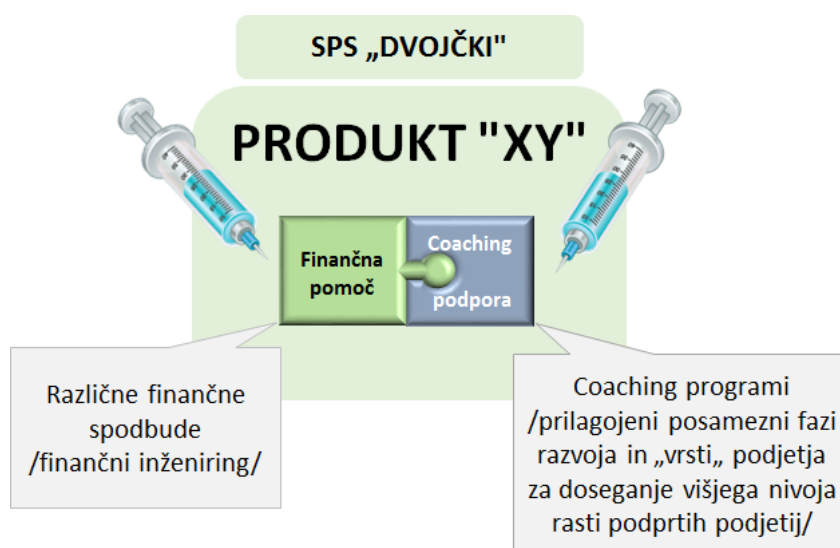 SPS „DVOJČKI"
PRODUKT "XY"
Finančna
pomoč
Coaching
podpora
Različne finančne
spodbude
/finančni inženiring/
Coaching programi
/prilagojeni posamezni fazi
razvoja in „vrsti„ podjetja
za doseganje višjega nivoja
rasti podprtih podjetij/